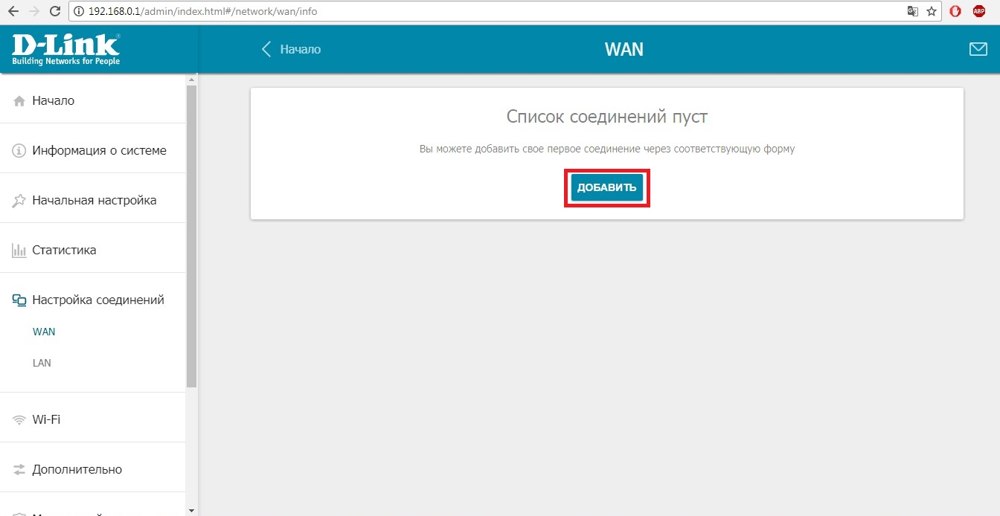 192.168.0.1/admin/index.html#/network/wan/info
ABP
D-Link®
Building Networks for People
Начало
WAN
Начало
Информация о системе
Начальная настройка
Статистика
Настройка соединений
WAN
LAN
Wi-Fi
Дополнительно
Список соединений пуст
Вы можете добавить свое первое соединение через соответствующую форму
ДОБАВИТЬ